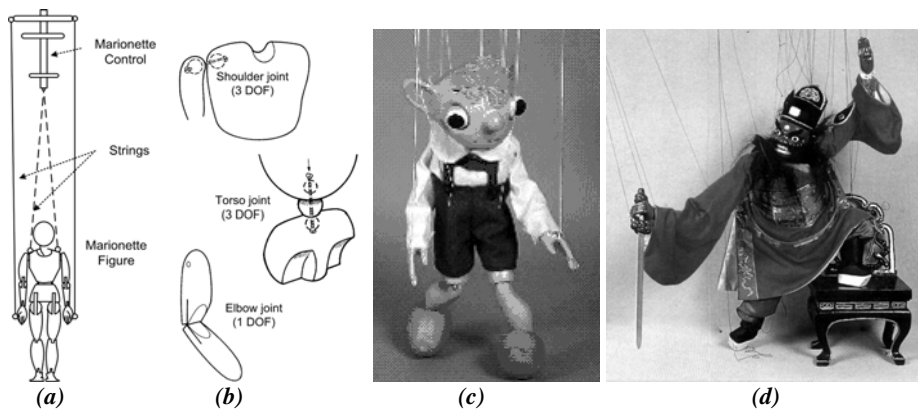 Marionette
Control
Strings
Marionette
Figure
Shoulder joint
(3 DOF)
Torso joint
(3 DOF)
Elbow joint
(1 DOF)
(a)
(b)
(c)
(d)